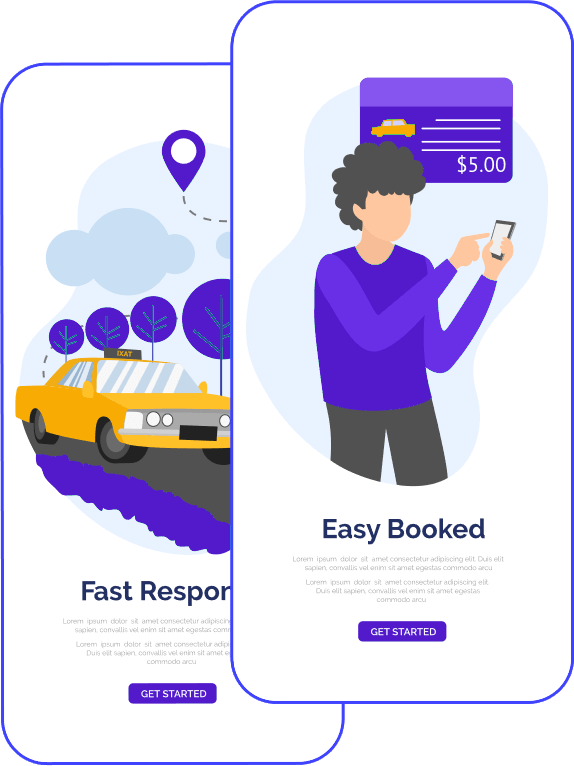 $5.00
Easy Booked
Lorem ipsum dolor sit amet consectetur adipiscing elit. Duis elit
sapien, convallis vel enim sit amet egestas commodo arcu
Lorem ipsum dolor sit amet consectetur adipiscing elit
Duis elit sapien, convallis vel enim sit amet egestas
commodo arcu
GET STARTED
TAXI
Fast Respon
Lorem ipsum dolor sit amet consectetur adipiscing
sapien, convallis vel enim sit amet egestas comm
Lorem ipsum dolor sit amet consectetur adip
Duis elit sapien, convallis vel enim sit amet e
commodo arcu
GET STARTED